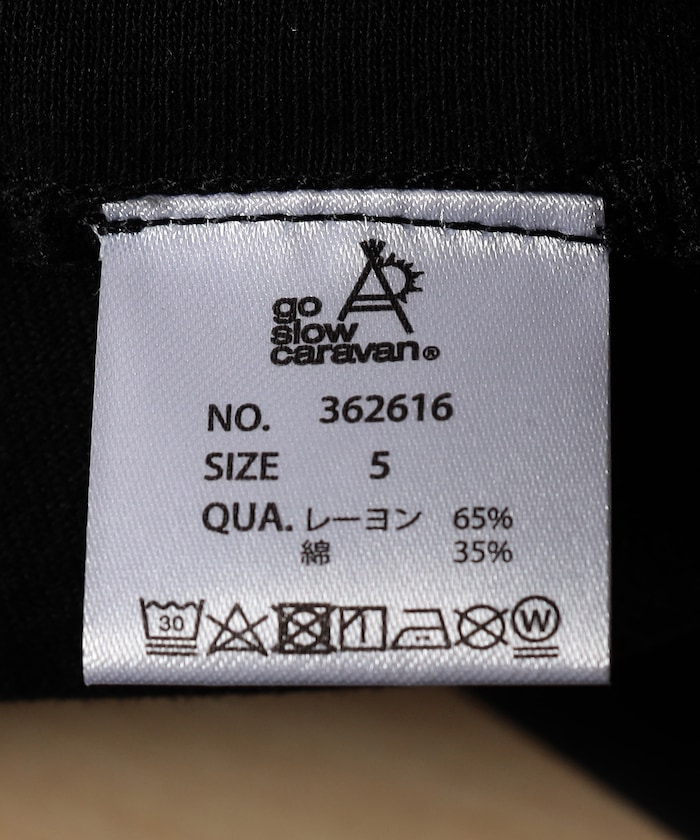 go
slow
caravan®
NO. 362616
SIZE 5
QUA. レーヨン 65%
綿 35%
30 W